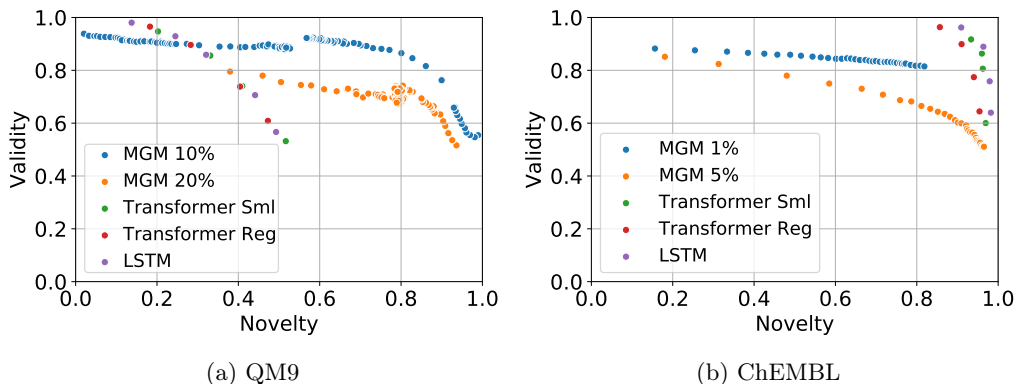 1.0
0.8
0.6
0.4
0.2
0.0
Validity
MGM 10%
MGM 20%
Transformer Sml
Transformer Reg
LSTM
0.0 0.2 0.4 0.6 0.8 1.0
Novelty
(a) QM9
1.0
0.8
0.6
0.4
0.2
0.0
Validity
MGM 1%
MGM 5%
Transformer Sml
Transformer Reg
LSTM
0.0 0.2 0.4 0.6 0.8 1.0
Novelty
(b) ChEMBL